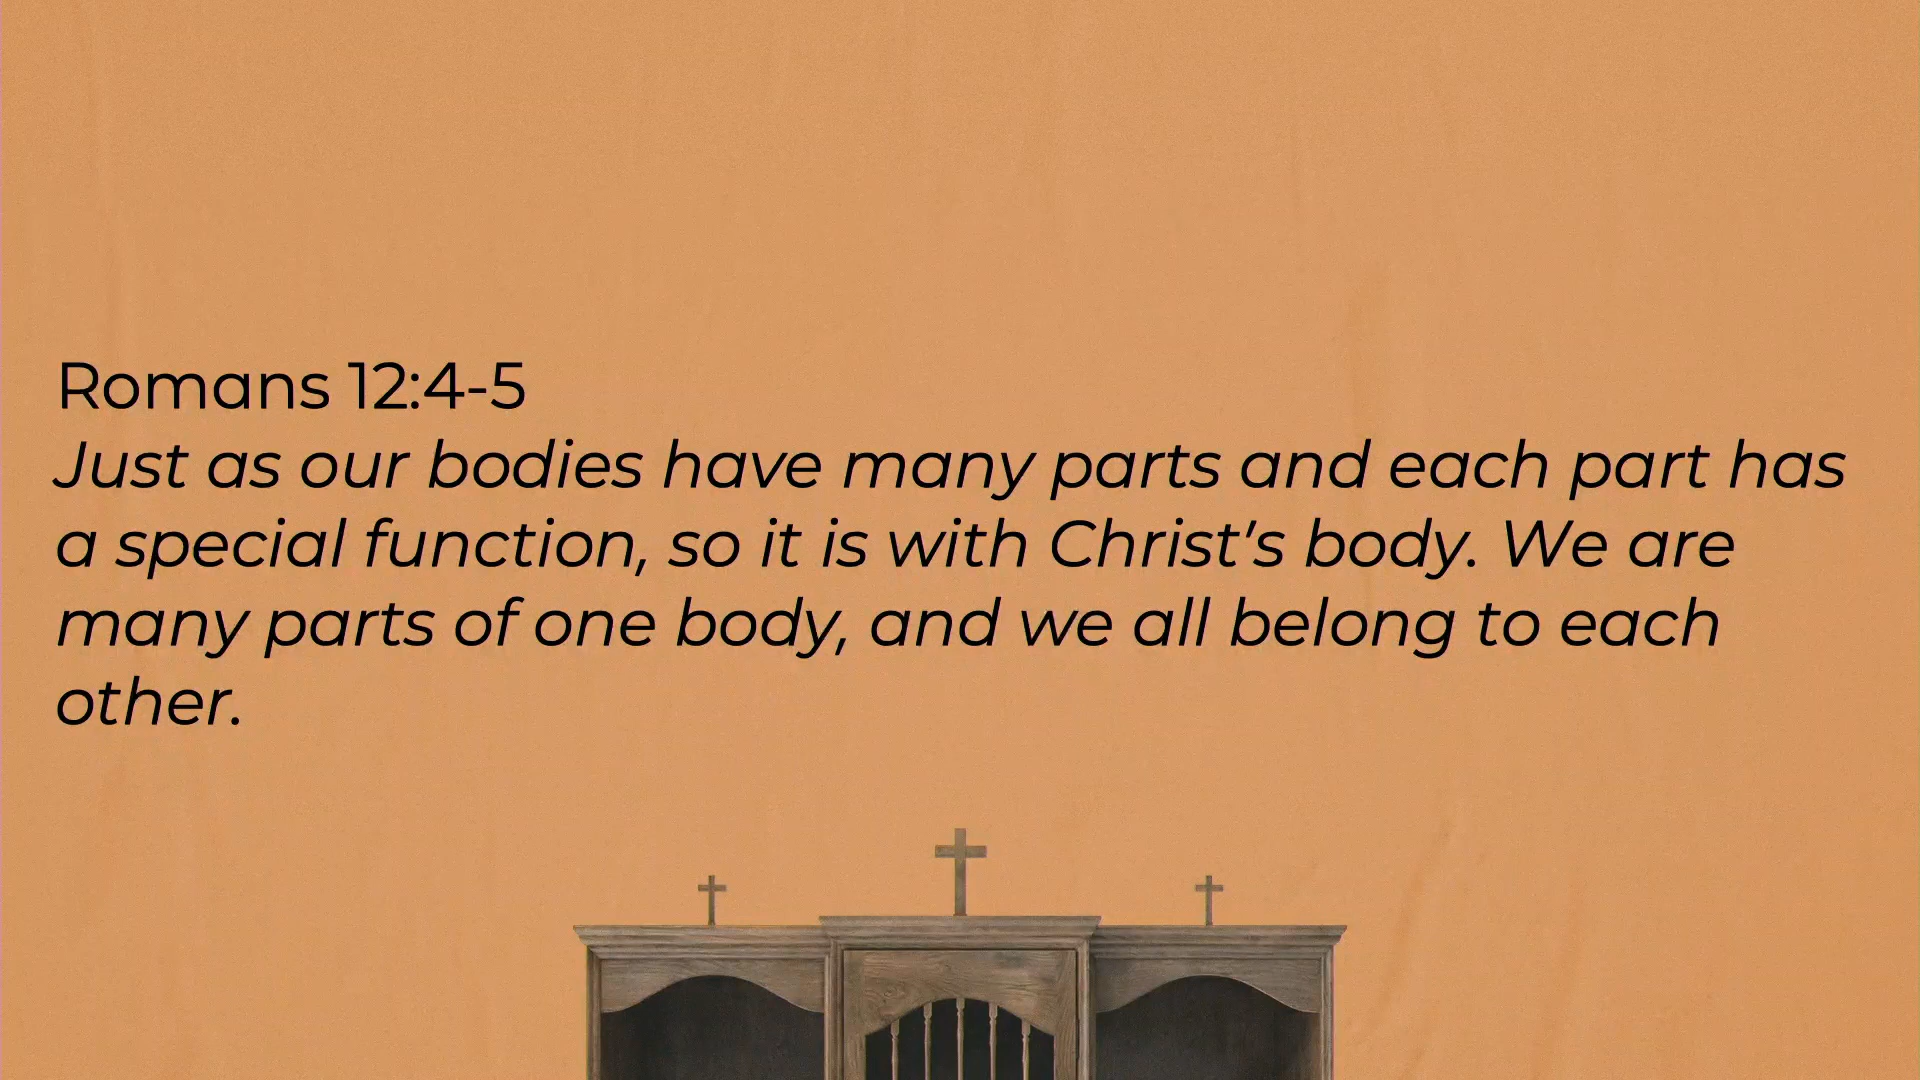 Romans 12:4-5
Just as our bodies have many parts and each part has
a special function, so it is with Christ’s body. We are
many parts of one body, and we all belong to each
other.